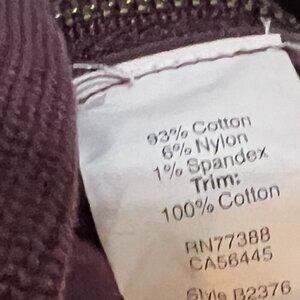 93% Cotton
6% Nylon
1% Spandex
Trim:
100% Cotton
RN77388
CA56445
Style B2376